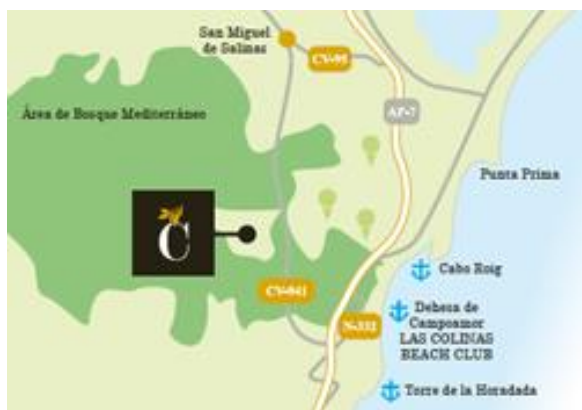 San Miguel
de Salinas
CV-95
Área de Bosque Mediterráneo
AP-7
Punta Prima
C
Cabo Roig
CV-941
Dehesa de
Campoamor
LAS COLINAS
BEACH CLUB
N-332
Torre de la Horadada